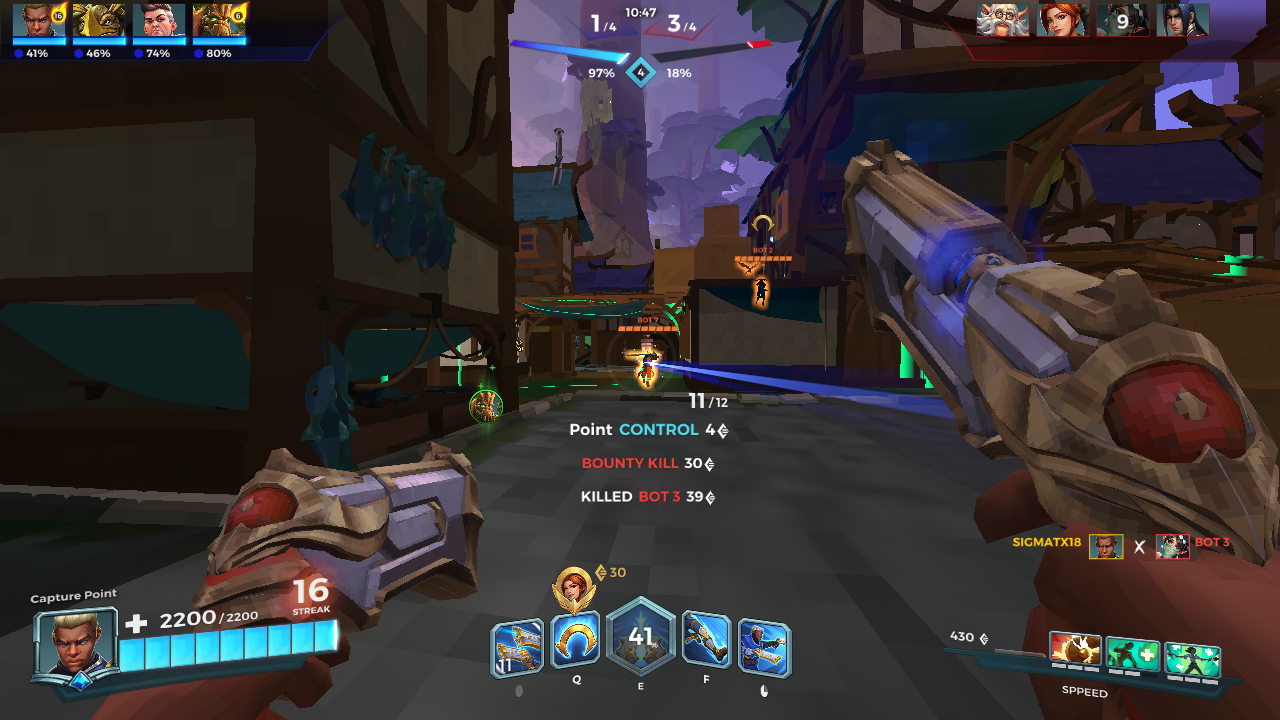 16
6
41%
46%
74%
80%
1/4
10:47
3/4
97%
4
18%
9
BOT 2
BOT 7
11/12
Point CONTROL 4
BOUNTY KILL 30
KILLED BOT 3 39
SIGMATX18
BOT 3
30
Capture Point
2200/2200
16
STREAK
11
41
Q
E
F
430
SPPEED